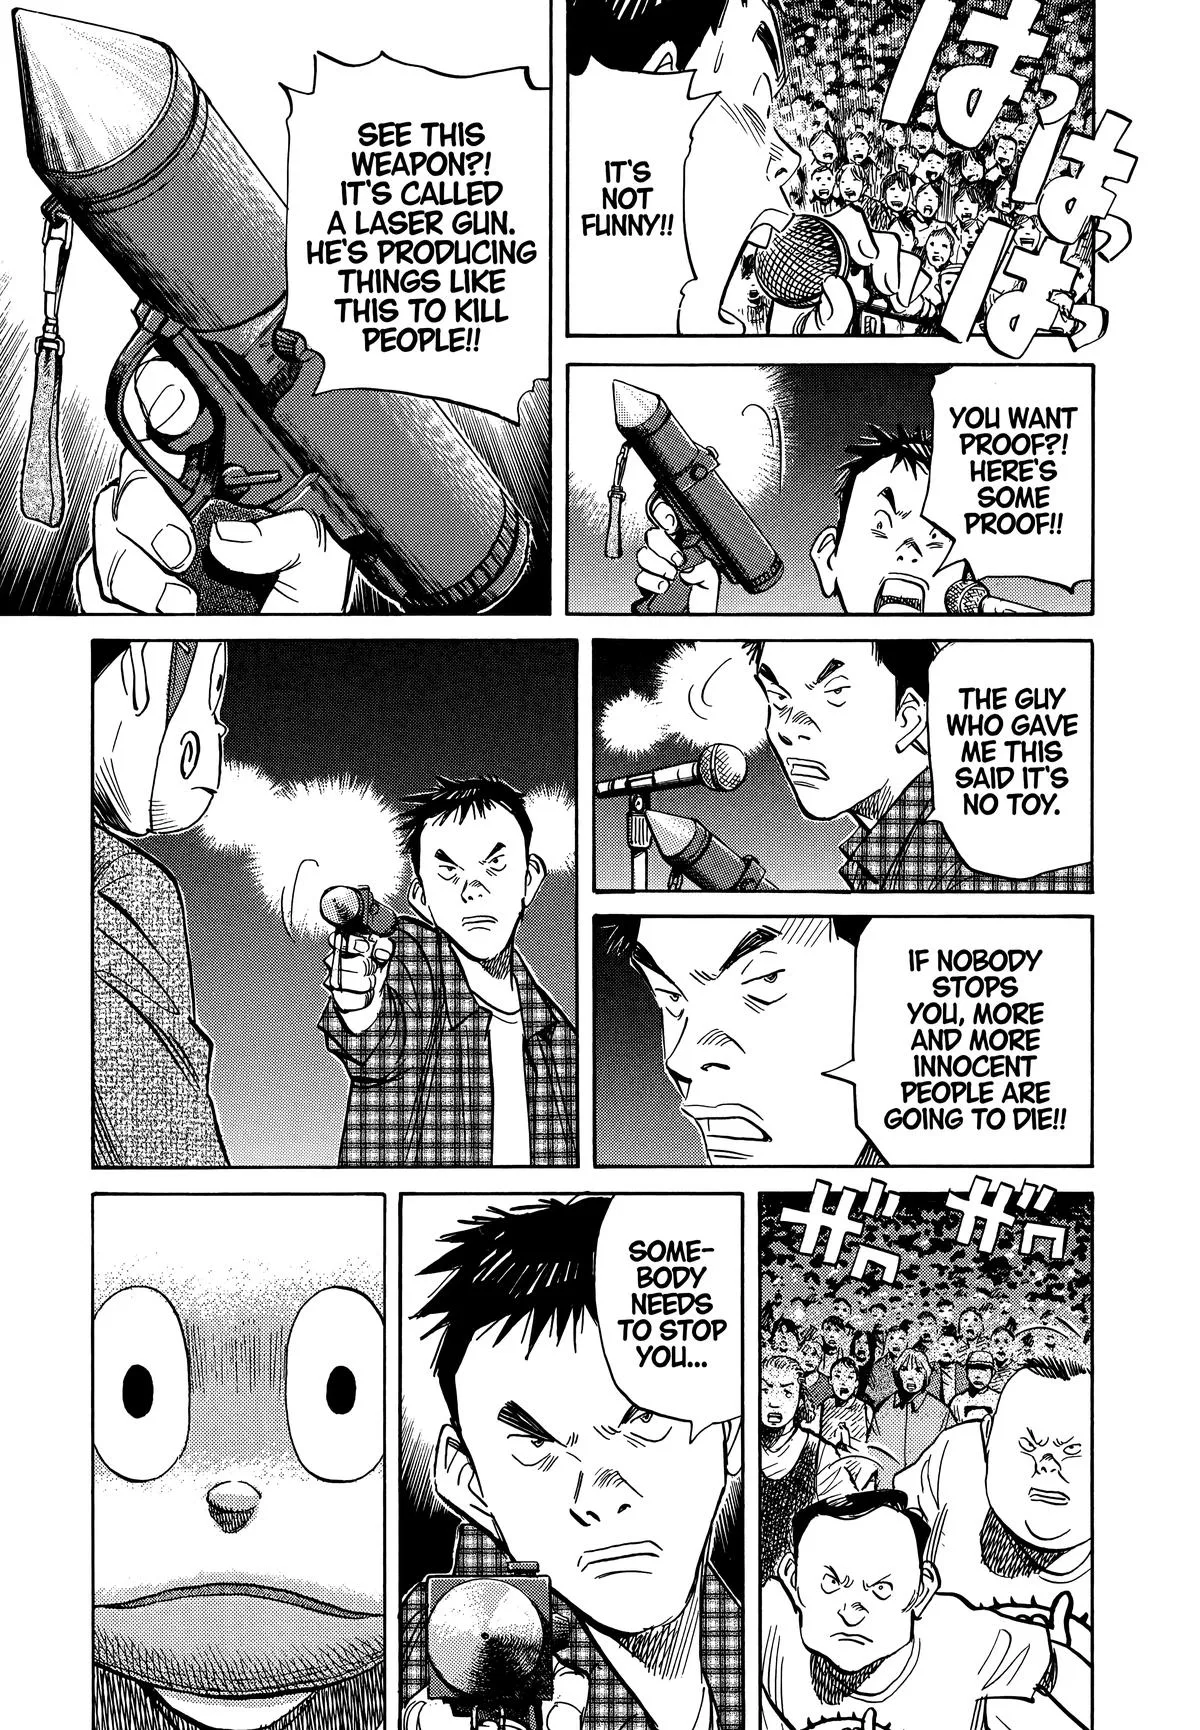 はっ
はっ
はっ
IT'S
NOT
FUNNY!!
YOU WANT
PROOF?!
HERE'S
SOME
PROOF!!
SEE THIS
WEAPON?!
IT'S CALLED
A LASER GUN.
HE'S PRODUCING
THINGS LIKE
THIS TO KILL
PEOPLE!!
THE GUY
WHO GAVE
ME THIS
SAID IT'S
NO TOY.
IF NOBODY
STOPS
YOU, MORE
AND MORE
INNOCENT
PEOPLE ARE
GOING TO DIE!!
ザワ
ザワ
SOME-
BODY
NEEDS
TO STOP
YOU...